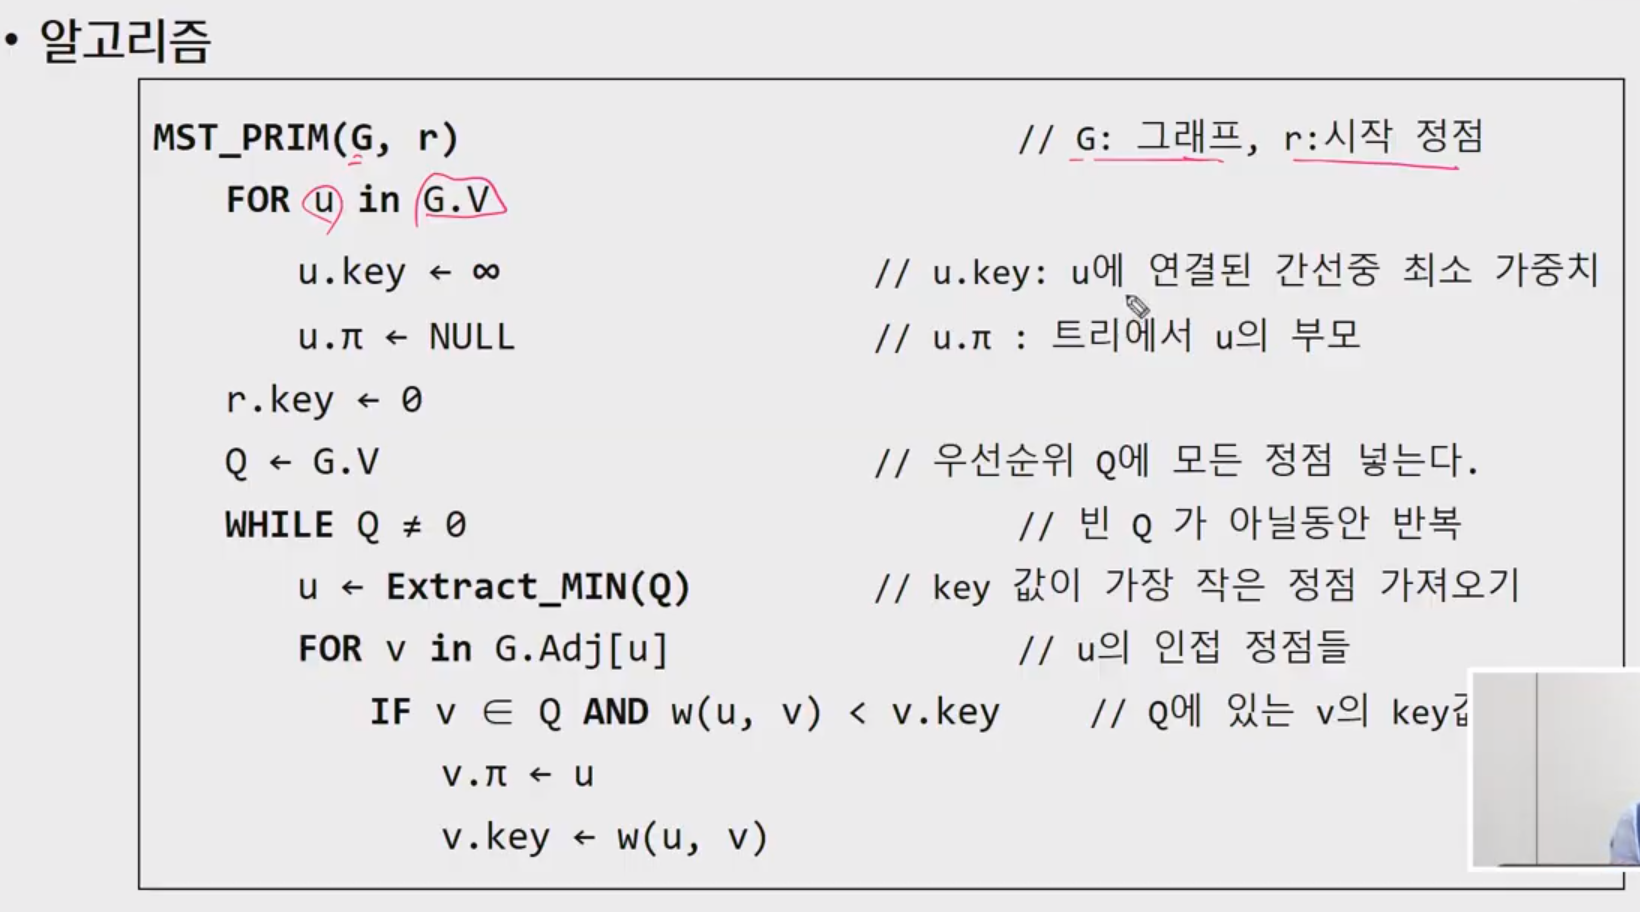 • 알고리즘
MST_PRIM(G, r) // G: 그래프, r:시작 정점
FOR u in G.V
u.key ← ∞ // u.key: u에 연결된 간선중 최소 가중치
u.π ← NULL // u.π : 트리에서 u의 부모
r.key ← 0
Q ← G.V // 우선순위 Q에 모든 정점 넣는다.
WHILE Q ≠ 0 // 빈 Q 가 아닐동안 반복
u ← Extract_MIN(Q) // key 값이 가장 작은 정점 가져오기
FOR v in G.Adj[u] // u의 인접 정점들
IF v ∈ Q AND w(u, v) < v.key // Q에 있는 v의
v.π ← u
v.key ← w(u, v)